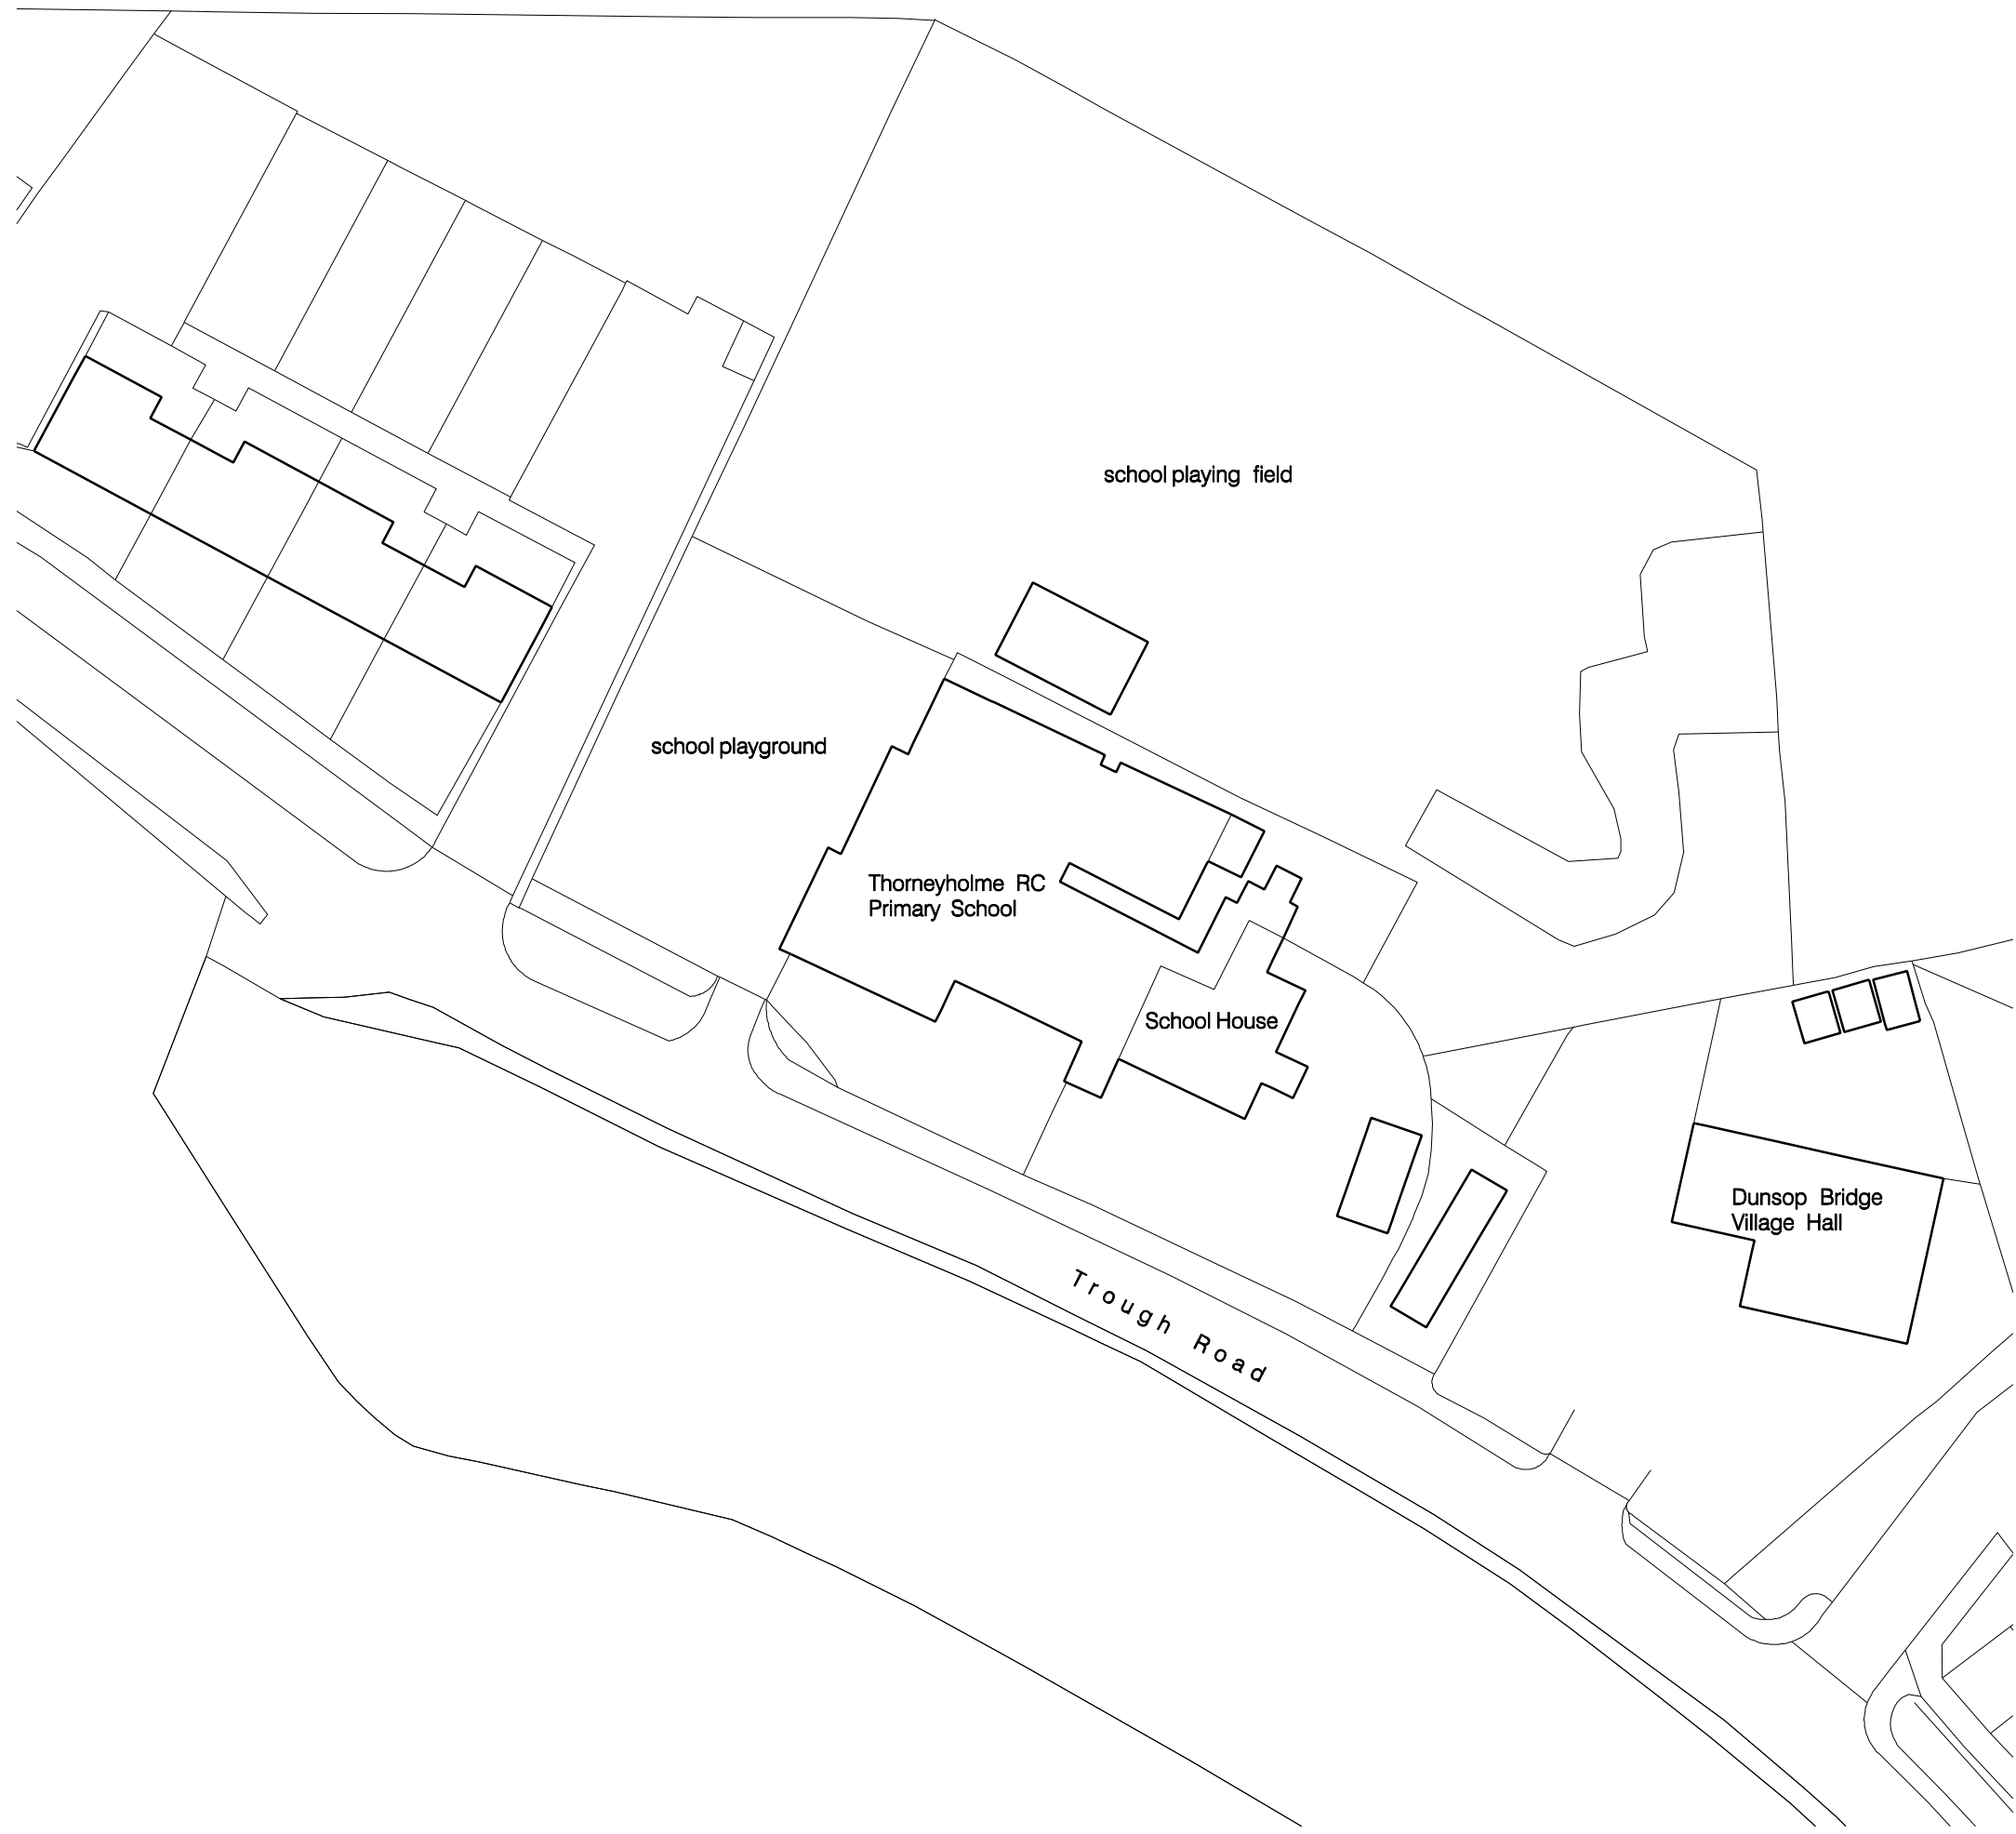 school playing field
school playground
Thorneyholme RC
Primary School
School House
Dunsop Bridge
Village Hall
Trough Road